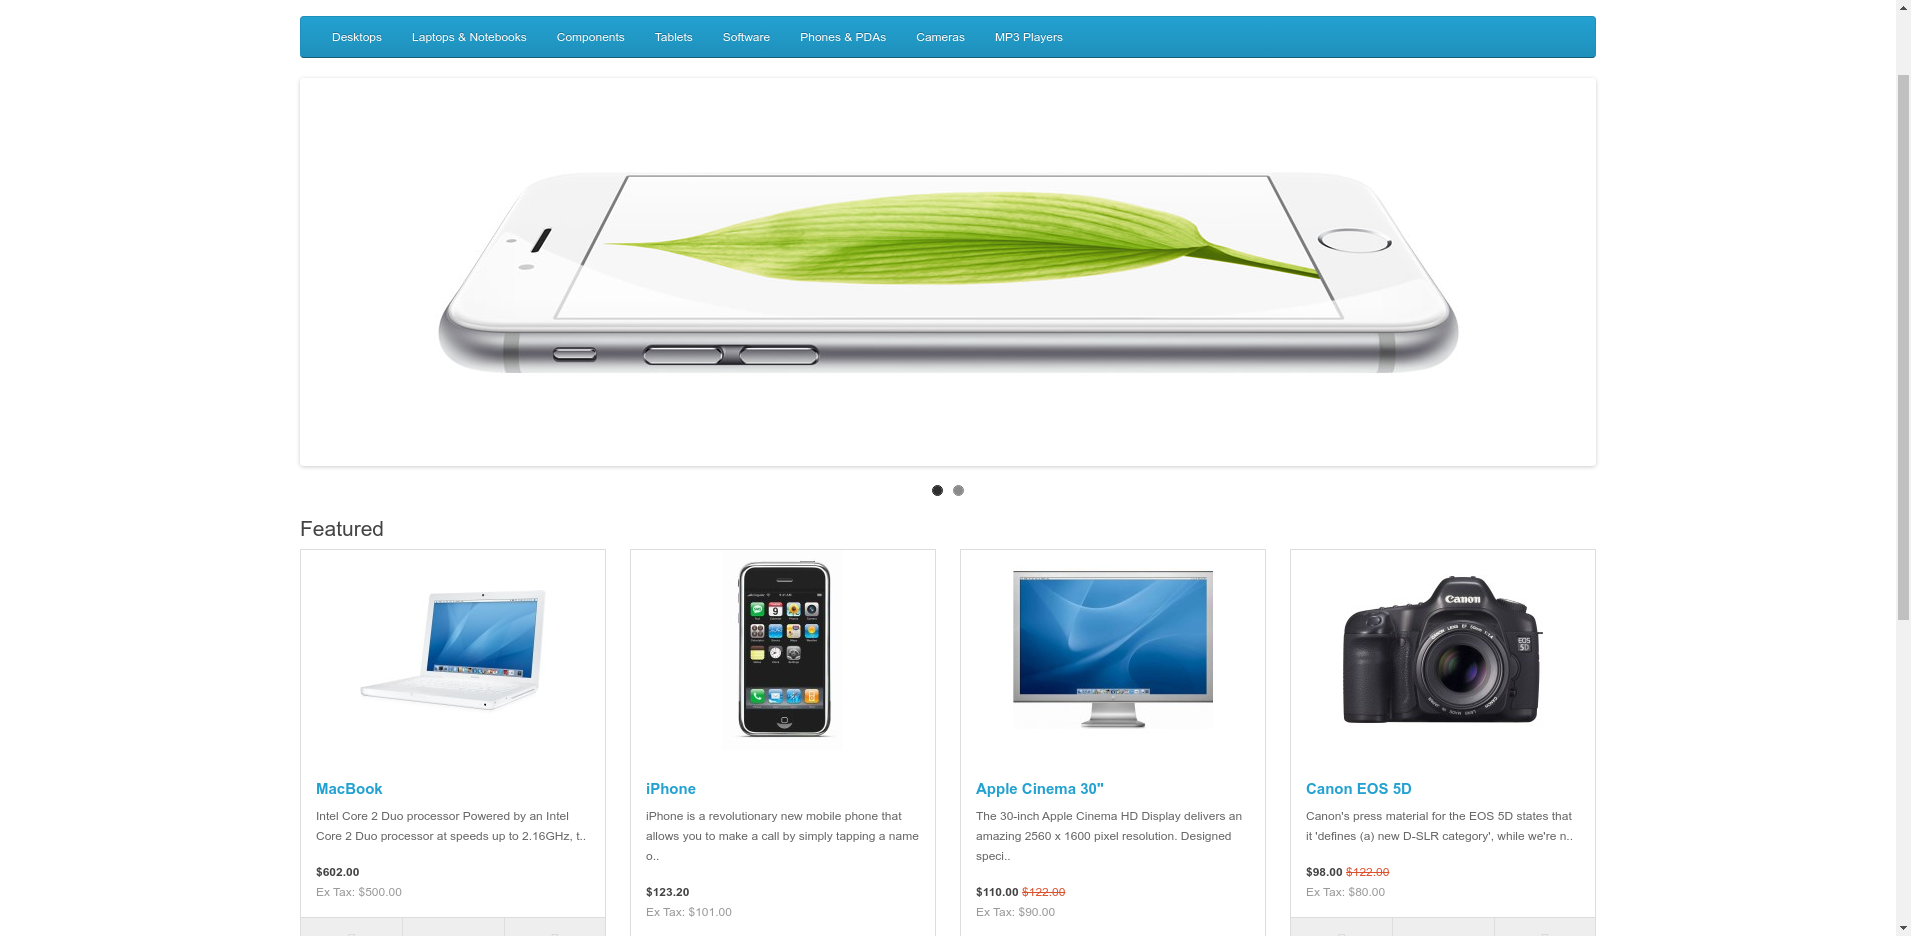 Desktops Laptops & Notebooks Components Tablets Software Phones & PDAs Cameras MP3 Players
Featured
Canon
EOS
5D
MacBook
Intel Core 2 Duo processor Powered by an Intel
Core 2 Duo processor at speeds up to 2.16GHz, t..
$602.00
Ex Tax: $500.00
iPhone
iPhone is a revolutionary new mobile phone that
allows you to make a call by simply tapping a name
o..
$123.20
Ex Tax: $101.00
Apple Cinema 30"
The 30-inch Apple Cinema HD Display delivers an
amazing 2560 x 1600 pixel resolution. Designed
speci..
$110.00 $122.00
Ex Tax: $90.00
Canon EOS 5D
Canon's press material for the EOS 5D states that
it 'defines (a) new D-SLR category', while we're n..
$98.00 $122.00
Ex Tax: $80.00